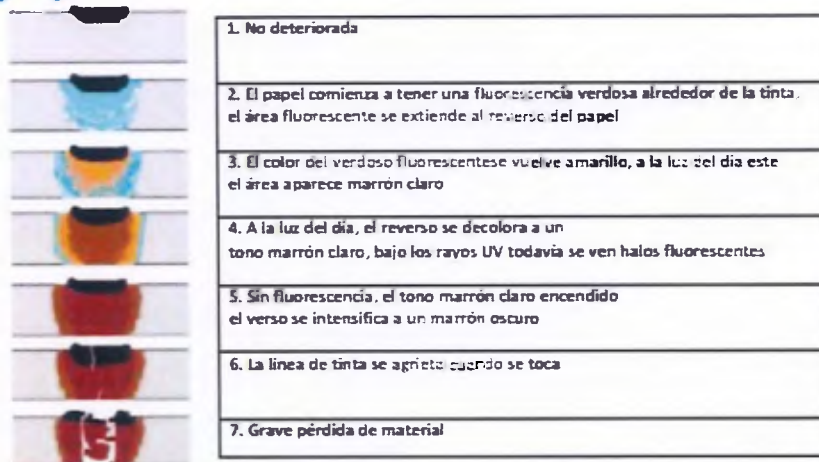 1. No deteriorada
2. El papel comienza a tener una fluorescencia verdosa alrededor de la tinta,
el área fluorescente se extiende al reverso del papel
3. El color del verdoso fluorescentese vuelve amarillo, a la luz del dia este
el área aparece marrón claro
4. A la luz del día, el reverso se decolora a un
tono marrón claro, bajo los rayos UV todavía se ven halos fluorescentes
5. Sin fluorescencia, el tono marrón claro encendido
el verso se intensifica a un marrón oscuro
6. La linea de tinta se agrieta cuando se toca
7. Grave pérdida de material